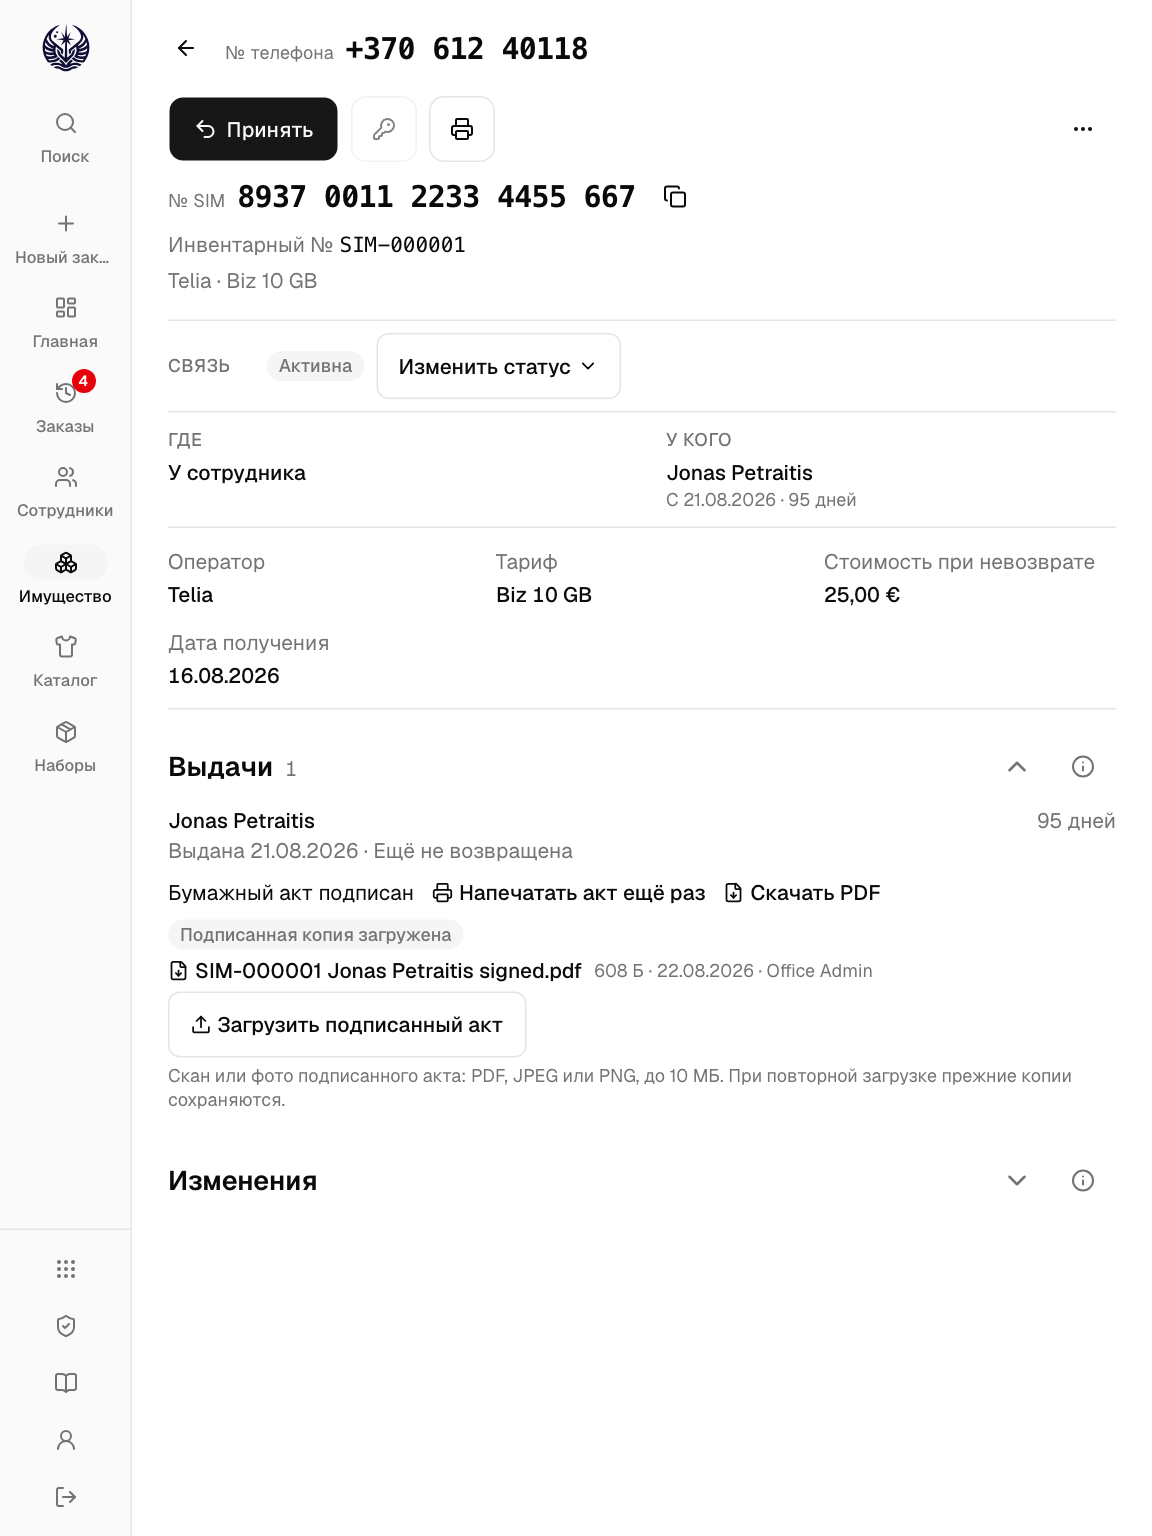 № телефона +370 612 40118
Принять
№ SIM 8937 0011 2233 4455 667
Инвентарный № SIM-000001
Telia · Biz 10 GB
СВЯЗЬ Активна Изменить статус
ГДЕ У КОГО
У сотрудника Jonas Petraitis
С 21.08.2026 · 95 дней
Оператор Тариф Стоимость при невозврате
Telia Biz 10 GB 25,00 €
Дата получения
16.08.2026
Выдачи 1
Jonas Petraitis 95 дней
Выдана 21.08.2026 · Ещё не возвращена
Бумажный акт подписан Напечатать акт ещё раз Скачать PDF
Подписанная копия загружена
SIM-000001 Jonas Petraitis signed.pdf 608 Б · 22.08.2026 · Office Admin
Загрузить подписанный акт
Скан или фото подписанного акта: PDF, JPEG или PNG, до 10 МБ. При повторной загрузке прежние копии
сохраняются.
Изменения
Поиск
Новый зак...
Главная
4
Заказы
Сотрудники
Имущество
Каталог
Наборы